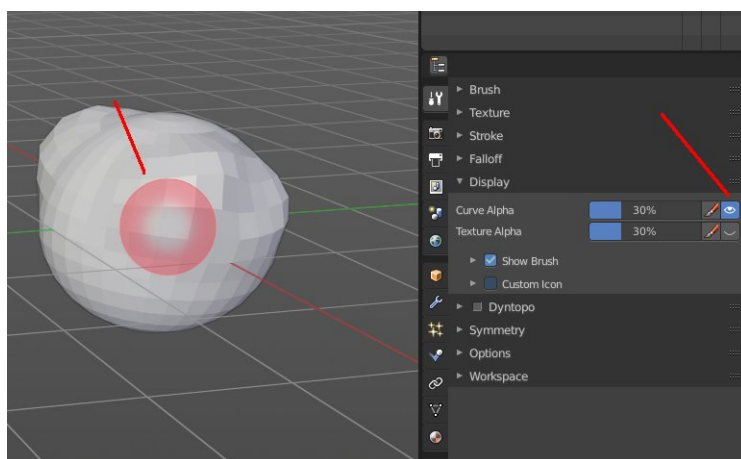 Brush
Texture
Stroke
Falloff
Display
Curve Alpha 30%
Texture Alpha 30%
Show Brush
Custom Icon
Dyntopo
Symmetry
Options
Workspace